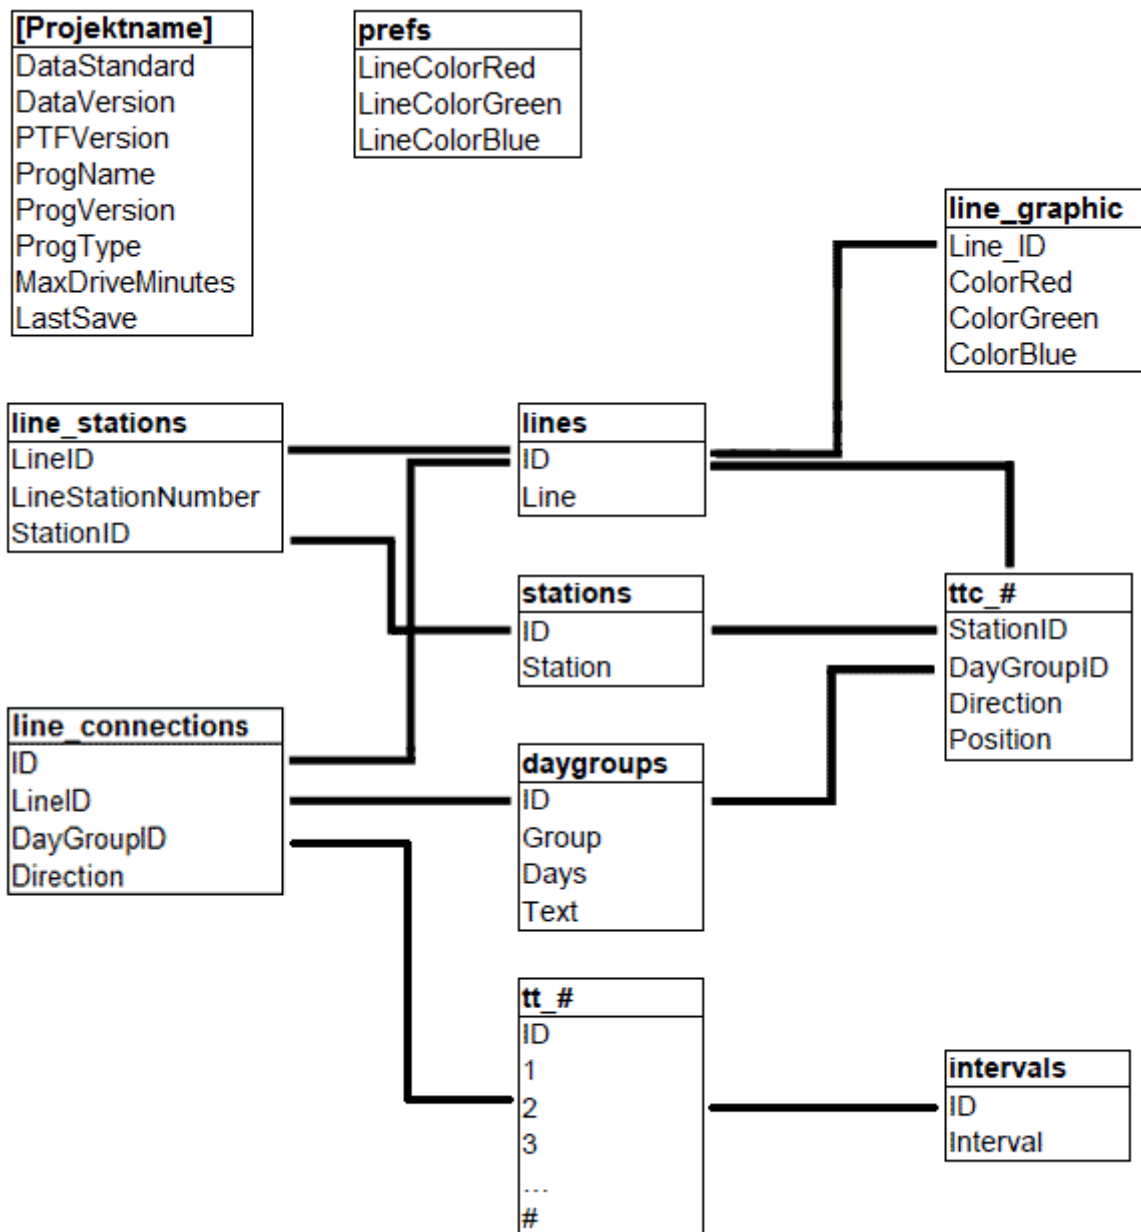 [Projektname]
DataStandard
DataVersion
PTFVersion
ProgName
ProgVersion
ProgType
MaxDriveMinutes
LastSave
prefs
LineColorRed
LineColorGreen
LineColorBlue
line_graphic
Line_ID
ColorRed
ColorGreen
ColorBlue
line_stations
LineID
LineStationNumber
StationID
lines
ID
Line
stations
ID
Station
ttc_#
StationID
DayGroupID
Direction
Position
line_connections
ID
LineID
DayGroupID
Direction
daygroups
ID
Group
Days
Text
tt_#
ID
1
2
3
...
#
intervals
ID
Interval